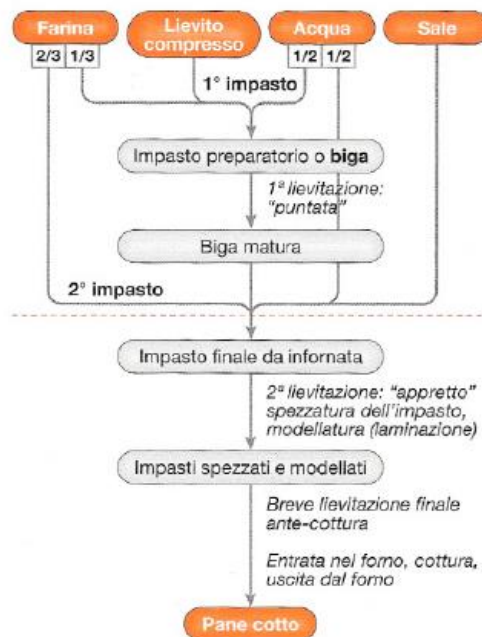 Farina
Lievito
compresso
Acqua
Sale
2/3 1/3
1/2 1/2
1° impasto
Impasto preparatorio o biga
1ª lievitazione:
"puntata"
Biga matura
2° impasto
Impasto finale da infornata
2ª lievitazione: "appretto"
spezzatura dell'impasto,
modellatura (laminazione)
Impasti spezzati e modellati
Breve lievitazione finale
ante-cottura
Entrata nel forno, cottura,
uscita dal forno
Pane cotto